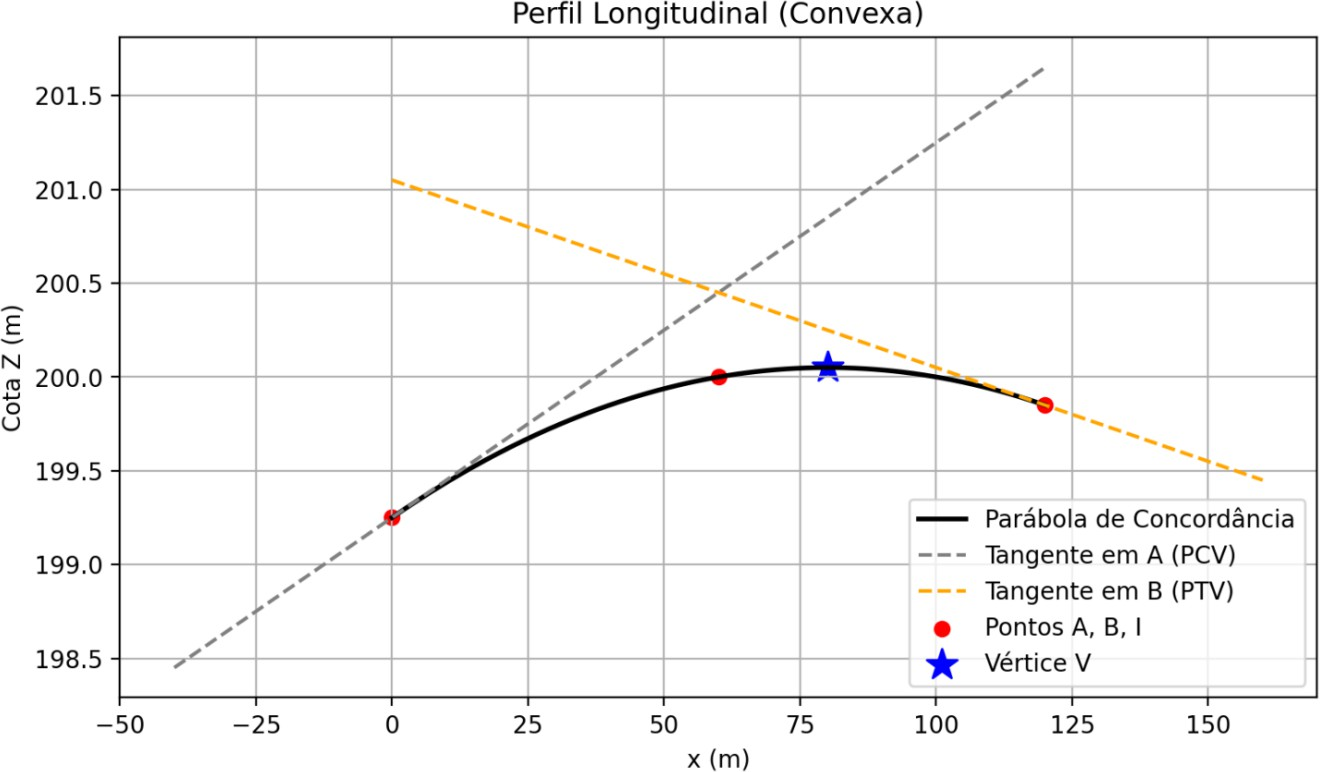 Perfil Longitudinal (Convexa)
201.5
201.0
200.5
200.0
199.5
199.0
198.5
Cota Z (m)
Parábola de Concordância
Tangente em A (PCV)
Tangente em B (PTV)
Pontos A, B, I
Vértice V
−50
−25
0
25
50
75
100
125
150
x (m)